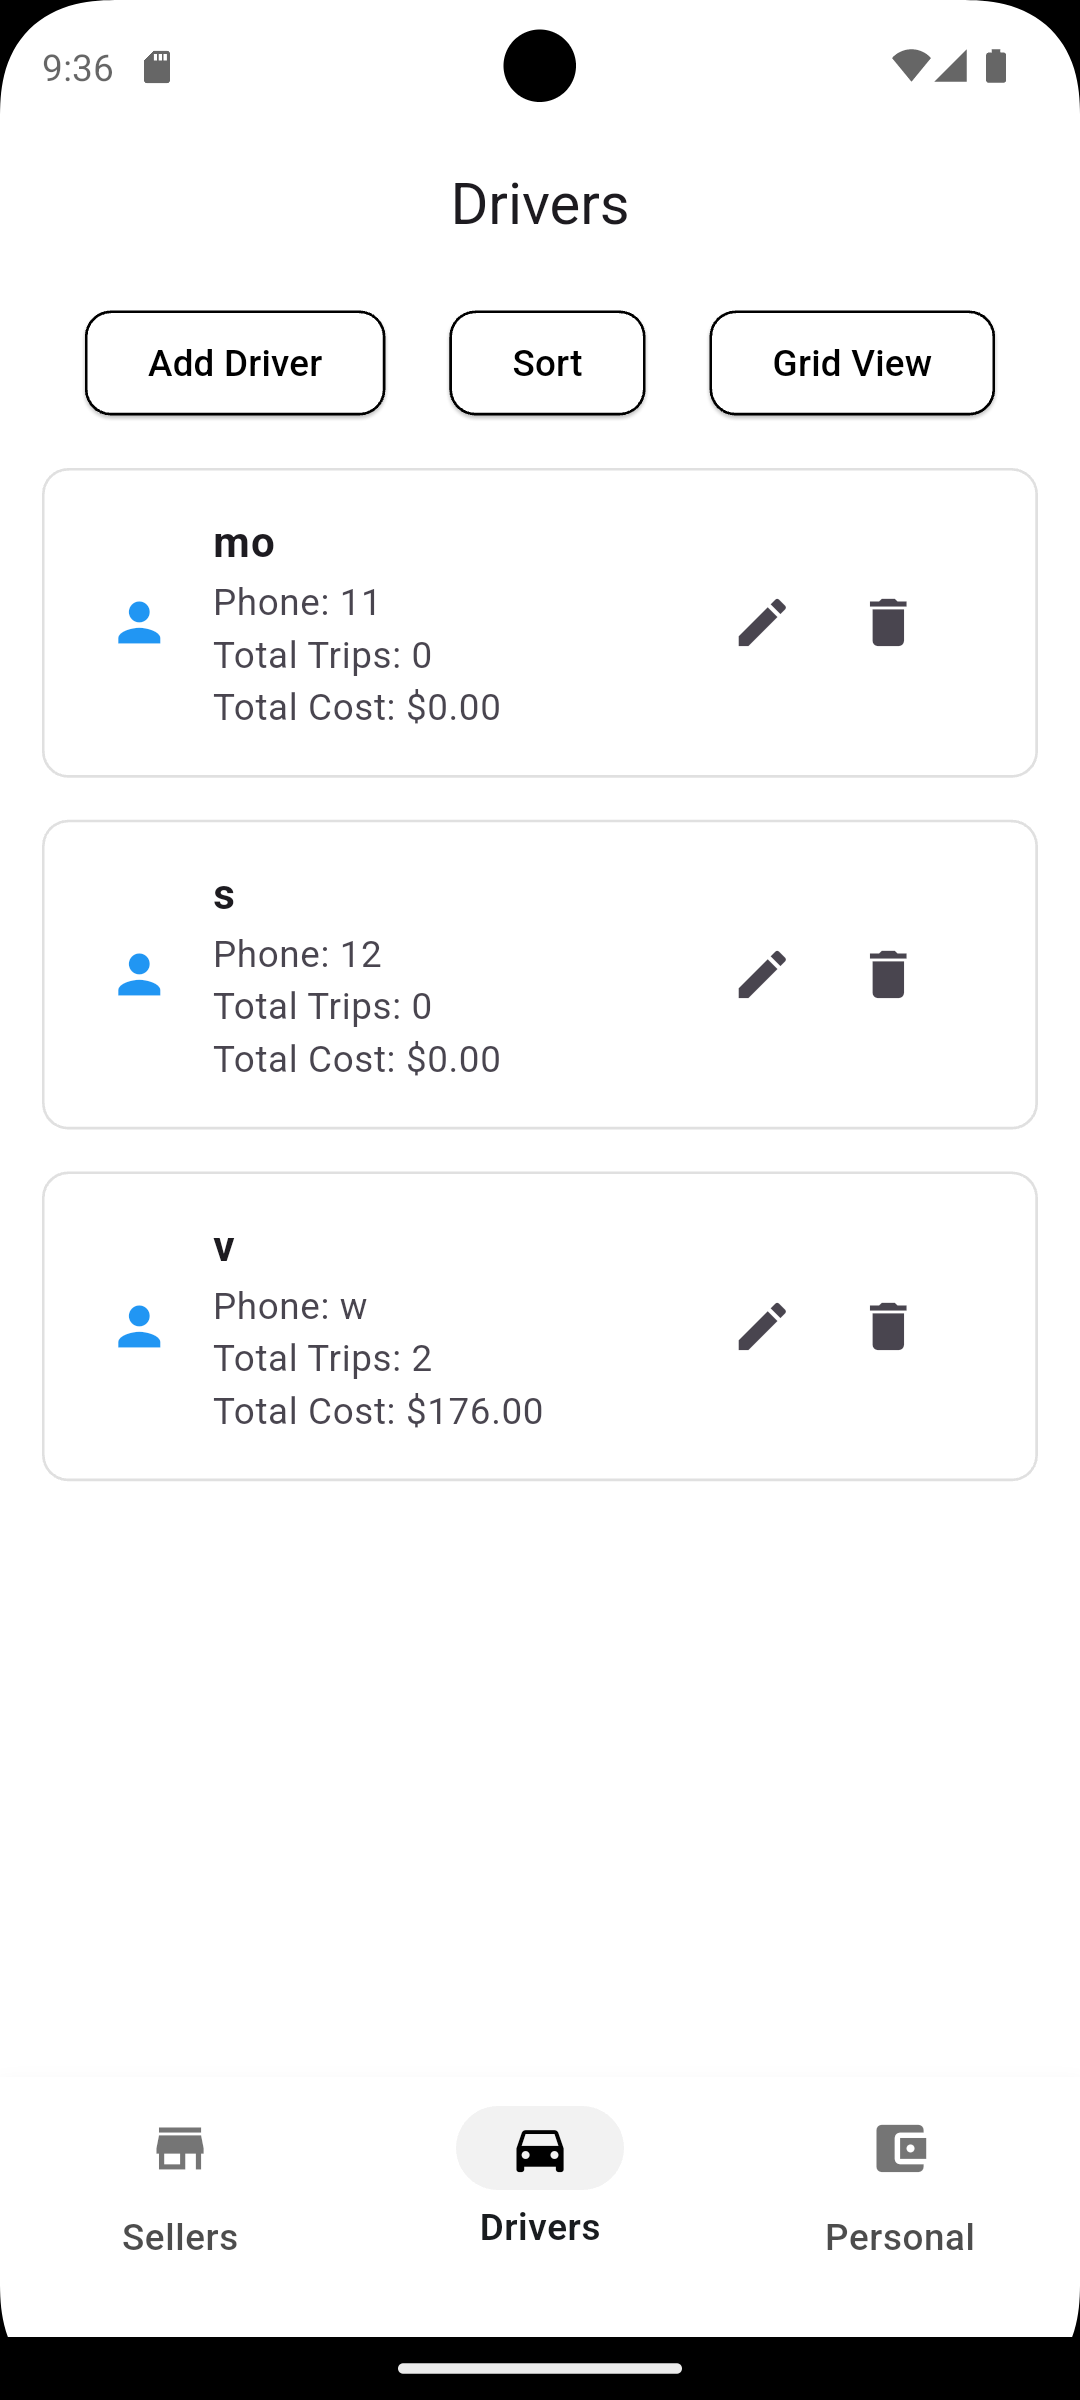 9:36
Drivers
Add Driver Sort Grid View
mo
Phone: 11
Total Trips: 0
Total Cost: $0.00
s
Phone: 12
Total Trips: 0
Total Cost: $0.00
v
Phone: w
Total Trips: 2
Total Cost: $176.00
Sellers Drivers Personal